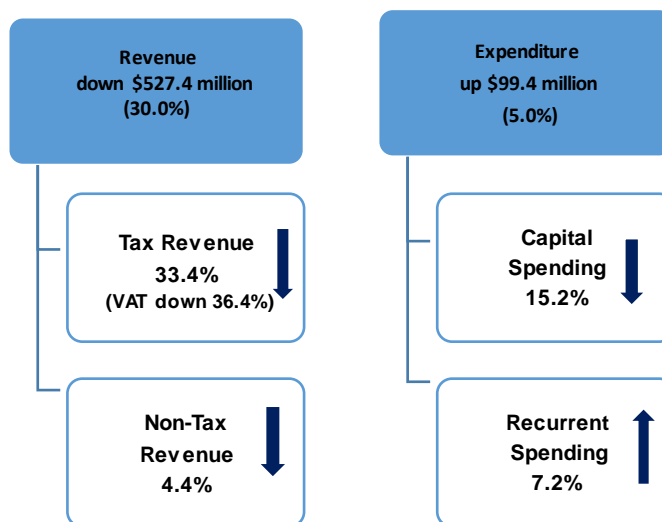 Revenue
down $527.4 million
(30.0%)
Tax Revenue
33.4%
(VAT down 36.4%)
Non-Tax
Revenue
4.4%
Expenditure
up $99.4 million
(5.0%)
Capital
Spending
15.2%
Recurrent
Spending
7.2%